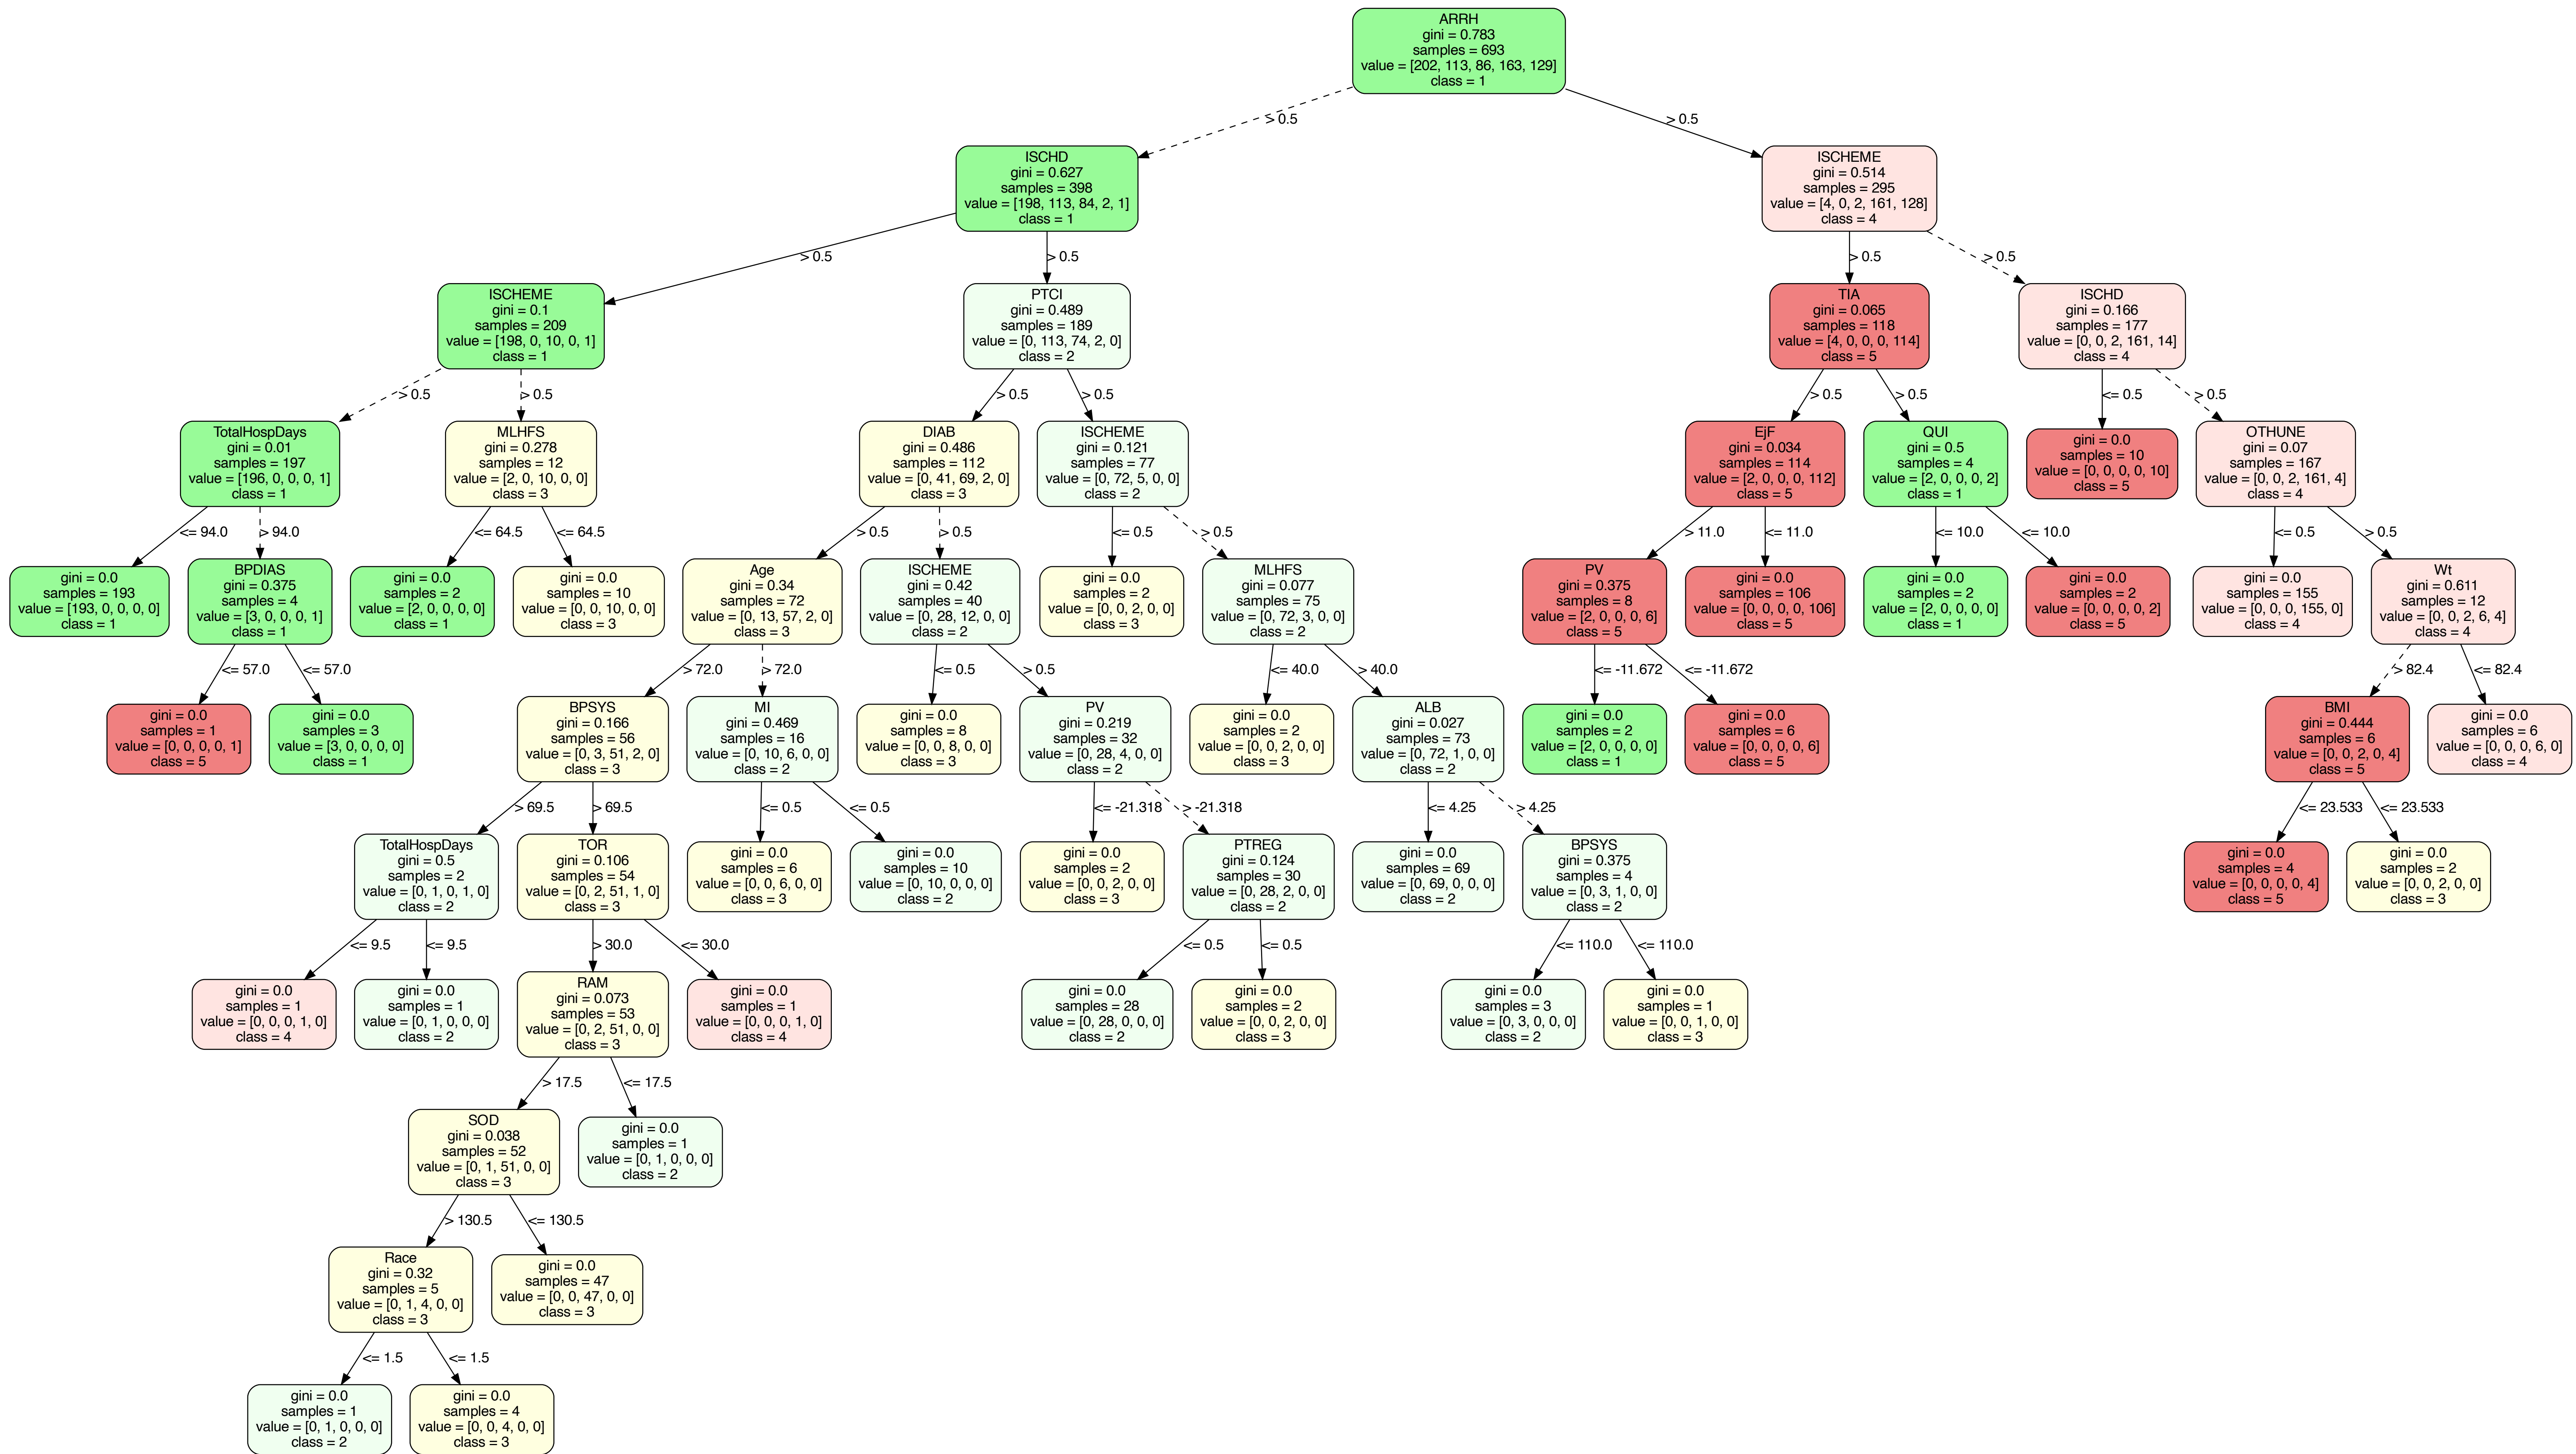 ARRH
gini = 0.783
samples = 693
value = [202, 113, 86, 163, 129]
class = 1
> 0.5
> 0.5
ISCHD
gini = 0.627
samples = 398
value = [198, 113, 84, 2, 1]
class = 1
ISCHEME
gini = 0.514
samples = 295
value = [4, 0, 2, 161, 128]
class = 4
> 0.5
> 0.5
> 0.5
> 0.5
ISCHEME
gini = 0.1
samples = 209
value = [198, 0, 10, 0, 1]
class = 1
PTCI
gini = 0.489
samples = 189
value = [0, 113, 74, 2, 0]
class = 2
TIA
gini = 0.065
samples = 118
value = [4, 0, 0, 0, 114]
class = 5
ISCHD
gini = 0.166
samples = 177
value = [0, 0, 2, 161, 14]
class = 4
> 0.5
> 0.5
> 0.5
> 0.5
> 0.5
> 0.5
<= 0.5
> 0.5
TotalHospDays
gini = 0.01
samples = 197
value = [196, 0, 0, 0, 1]
class = 1
MLHFS
gini = 0.278
samples = 12
value = [2, 0, 10, 0, 0]
class = 3
DIAB
gini = 0.486
samples = 112
value = [0, 41, 69, 2, 0]
class = 3
ISCHEME
gini = 0.121
samples = 77
value = [0, 72, 5, 0, 0]
class = 2
EjF
gini = 0.034
samples = 114
value = [2, 0, 0, 0, 112]
class = 5
QUI
gini = 0.5
samples = 4
value = [2, 0, 0, 0, 2]
class = 1
gini = 0.0
samples = 10
value = [0, 0, 0, 0, 10]
class = 5
OTHUNE
gini = 0.07
samples = 167
value = [0, 0, 2, 161, 4]
class = 4
<= 94.0
> 94.0
<= 64.5
<= 64.5
> 0.5
> 0.5
<= 0.5
> 0.5
> 11.0
<= 11.0
<= 10.0
<= 10.0
<= 0.5
> 0.5
gini = 0.0
samples = 193
value = [193, 0, 0, 0, 0]
class = 1
BPDIAS
gini = 0.375
samples = 4
value = [3, 0, 0, 0, 1]
class = 1
gini = 0.0
samples = 2
value = [2, 0, 0, 0, 0]
class = 1
gini = 0.0
samples = 10
value = [0, 0, 10, 0, 0]
class = 3
Age
gini = 0.34
samples = 72
value = [0, 13, 57, 2, 0]
class = 3
ISCHEME
gini = 0.42
samples = 40
value = [0, 28, 12, 0, 0]
class = 2
gini = 0.0
samples = 2
value = [0, 0, 2, 0, 0]
class = 3
MLHFS
gini = 0.077
samples = 75
value = [0, 72, 3, 0, 0]
class = 2
PV
gini = 0.375
samples = 8
value = [2, 0, 0, 0, 6]
class = 5
gini = 0.0
samples = 106
value = [0, 0, 0, 0, 106]
class = 5
gini = 0.0
samples = 2
value = [2, 0, 0, 0, 0]
class = 1
gini = 0.0
samples = 2
value = [0, 0, 0, 0, 2]
class = 5
gini = 0.0
samples = 155
value = [0, 0, 0, 155, 0]
class = 4
Wt
gini = 0.611
samples = 12
value = [0, 0, 2, 6, 4]
class = 4
<= 57.0
<= 57.0
> 72.0
> 72.0
<= 0.5
> 0.5
<= 40.0
> 40.0
<= -11.672
<= -11.672
> 82.4
<= 82.4
gini = 0.0
samples = 1
value = [0, 0, 0, 0, 1]
class = 5
gini = 0.0
samples = 3
value = [3, 0, 0, 0, 0]
class = 1
BPSYS
gini = 0.166
samples = 56
value = [0, 3, 51, 2, 0]
class = 3
MI
gini = 0.469
samples = 16
value = [0, 10, 6, 0, 0]
class = 2
gini = 0.0
samples = 8
value = [0, 0, 8, 0, 0]
class = 3
PV
gini = 0.219
samples = 32
value = [0, 28, 4, 0, 0]
class = 2
gini = 0.0
samples = 2
value = [0, 0, 2, 0, 0]
class = 3
ALB
gini = 0.027
samples = 73
value = [0, 72, 1, 0, 0]
class = 2
gini = 0.0
samples = 2
value = [2, 0, 0, 0, 0]
class = 1
gini = 0.0
samples = 6
value = [0, 0, 0, 0, 6]
class = 5
BMI
gini = 0.444
samples = 6
value = [0, 0, 2, 0, 4]
class = 5
gini = 0.0
samples = 6
value = [0, 0, 0, 6, 0]
class = 4
> 69.5
> 69.5
<= 0.5
<= 0.5
<= -21.318
> -21.318
<= 4.25
> 4.25
<= 23.533
<= 23.533
TotalHospDays
gini = 0.5
samples = 2
value = [0, 1, 0, 1, 0]
class = 2
TOR
gini = 0.106
samples = 54
value = [0, 2, 51, 1, 0]
class = 3
gini = 0.0
samples = 6
value = [0, 0, 6, 0, 0]
class = 3
gini = 0.0
samples = 10
value = [0, 10, 0, 0, 0]
class = 2
gini = 0.0
samples = 2
value = [0, 0, 2, 0, 0]
class = 3
PTREG
gini = 0.124
samples = 30
value = [0, 28, 2, 0, 0]
class = 2
gini = 0.0
samples = 69
value = [0, 69, 0, 0, 0]
class = 2
BPSYS
gini = 0.375
samples = 4
value = [0, 3, 1, 0, 0]
class = 2
gini = 0.0
samples = 4
value = [0, 0, 0, 0, 4]
class = 5
gini = 0.0
samples = 2
value = [0, 0, 2, 0, 0]
class = 3
<= 9.5
<= 9.5
> 30.0
<= 30.0
<= 0.5
<= 0.5
<= 110.0
<= 110.0
gini = 0.0
samples = 1
value = [0, 0, 0, 1, 0]
class = 4
gini = 0.0
samples = 1
value = [0, 1, 0, 0, 0]
class = 2
RAM
gini = 0.073
samples = 53
value = [0, 2, 51, 0, 0]
class = 3
gini = 0.0
samples = 1
value = [0, 0, 0, 1, 0]
class = 4
gini = 0.0
samples = 28
value = [0, 28, 0, 0, 0]
class = 2
gini = 0.0
samples = 2
value = [0, 0, 2, 0, 0]
class = 3
gini = 0.0
samples = 3
value = [0, 3, 0, 0, 0]
class = 2
gini = 0.0
samples = 1
value = [0, 0, 1, 0, 0]
class = 3
> 17.5
<= 17.5
SOD
gini = 0.038
samples = 52
value = [0, 1, 51, 0, 0]
class = 3
gini = 0.0
samples = 1
value = [0, 1, 0, 0, 0]
class = 2
> 130.5
<= 130.5
Race
gini = 0.32
samples = 5
value = [0, 1, 4, 0, 0]
class = 3
gini = 0.0
samples = 47
value = [0, 0, 47, 0, 0]
class = 3
<= 1.5
<= 1.5
gini = 0.0
samples = 1
value = [0, 1, 0, 0, 0]
class = 2
gini = 0.0
samples = 4
value = [0, 0, 4, 0, 0]
class = 3